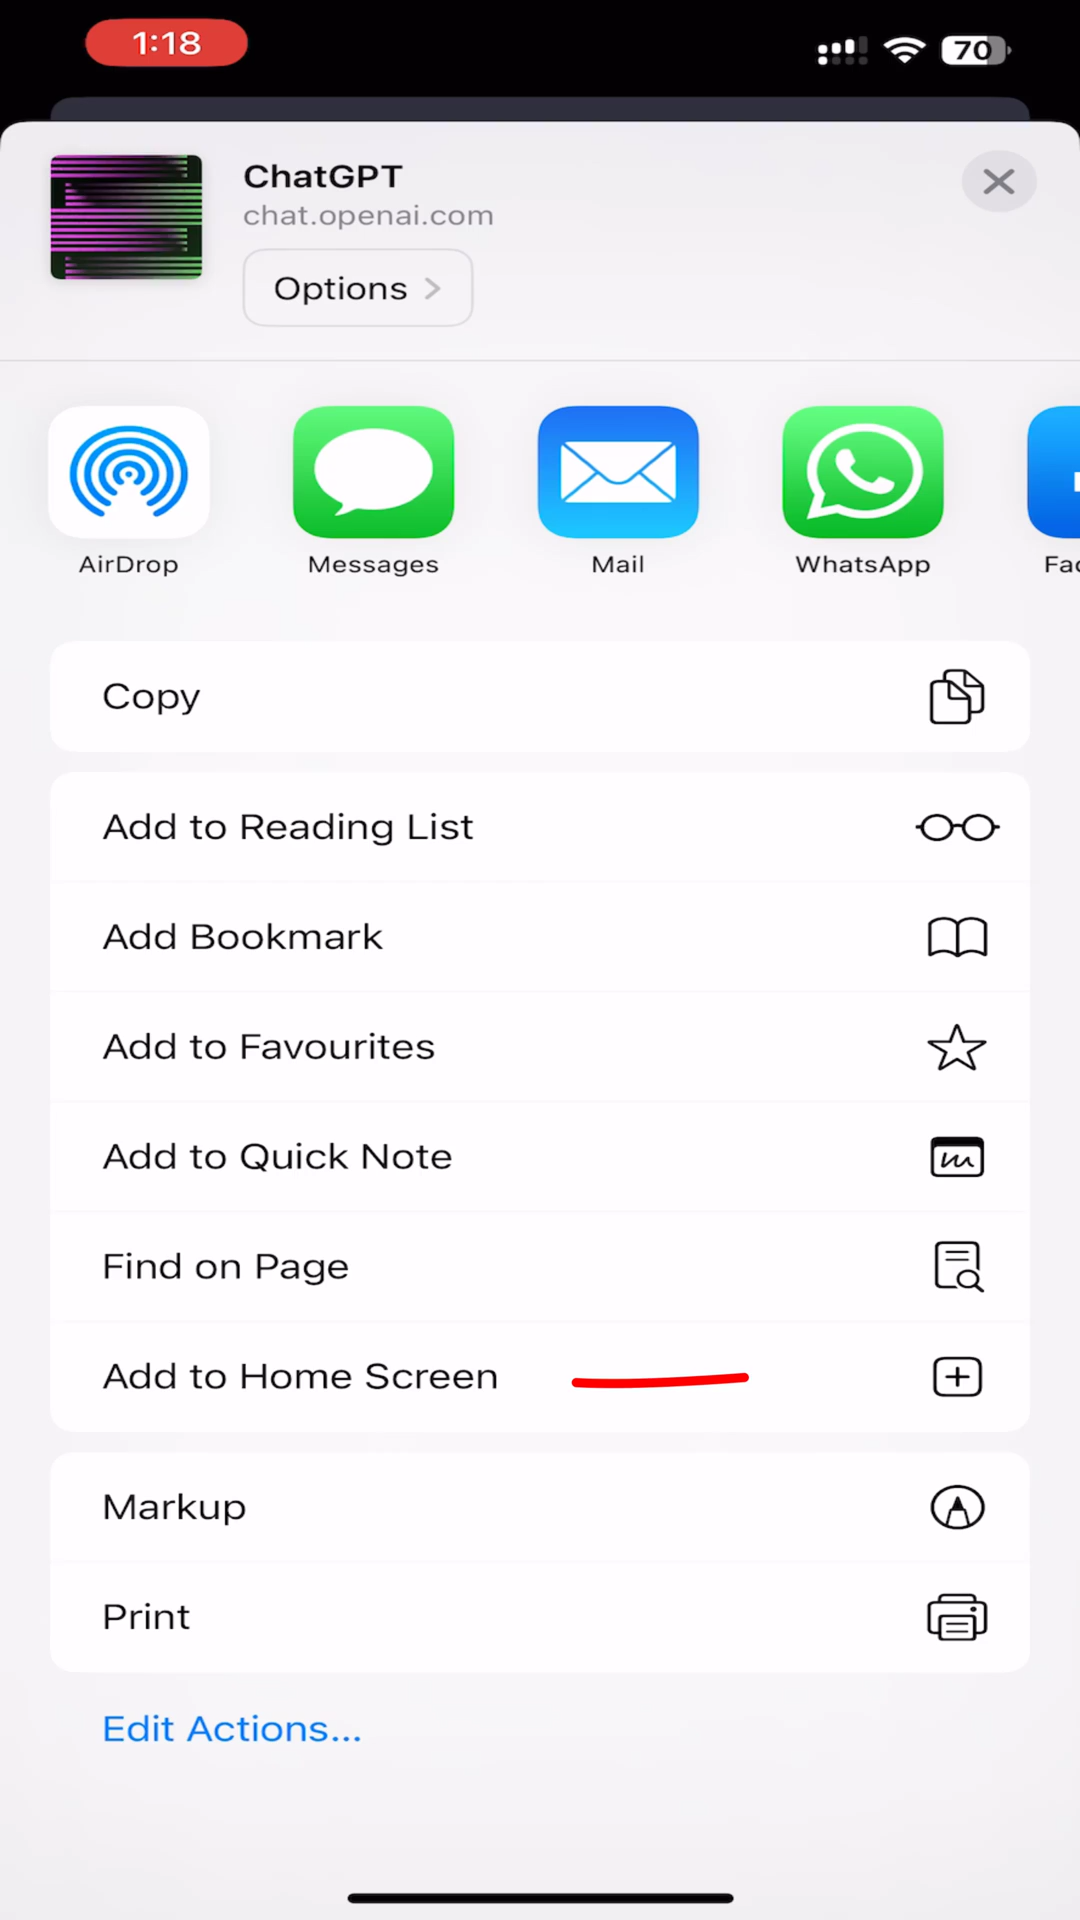 1:18
70
ChatGPT
chat.openai.com
Options
AirDrop
Messages
Mail
WhatsApp
Fac
Copy
Add to Reading List
Add Bookmark
Add to Favourites
Add to Quick Note
Find on Page
Add to Home Screen
Markup
Print
Edit Actions...